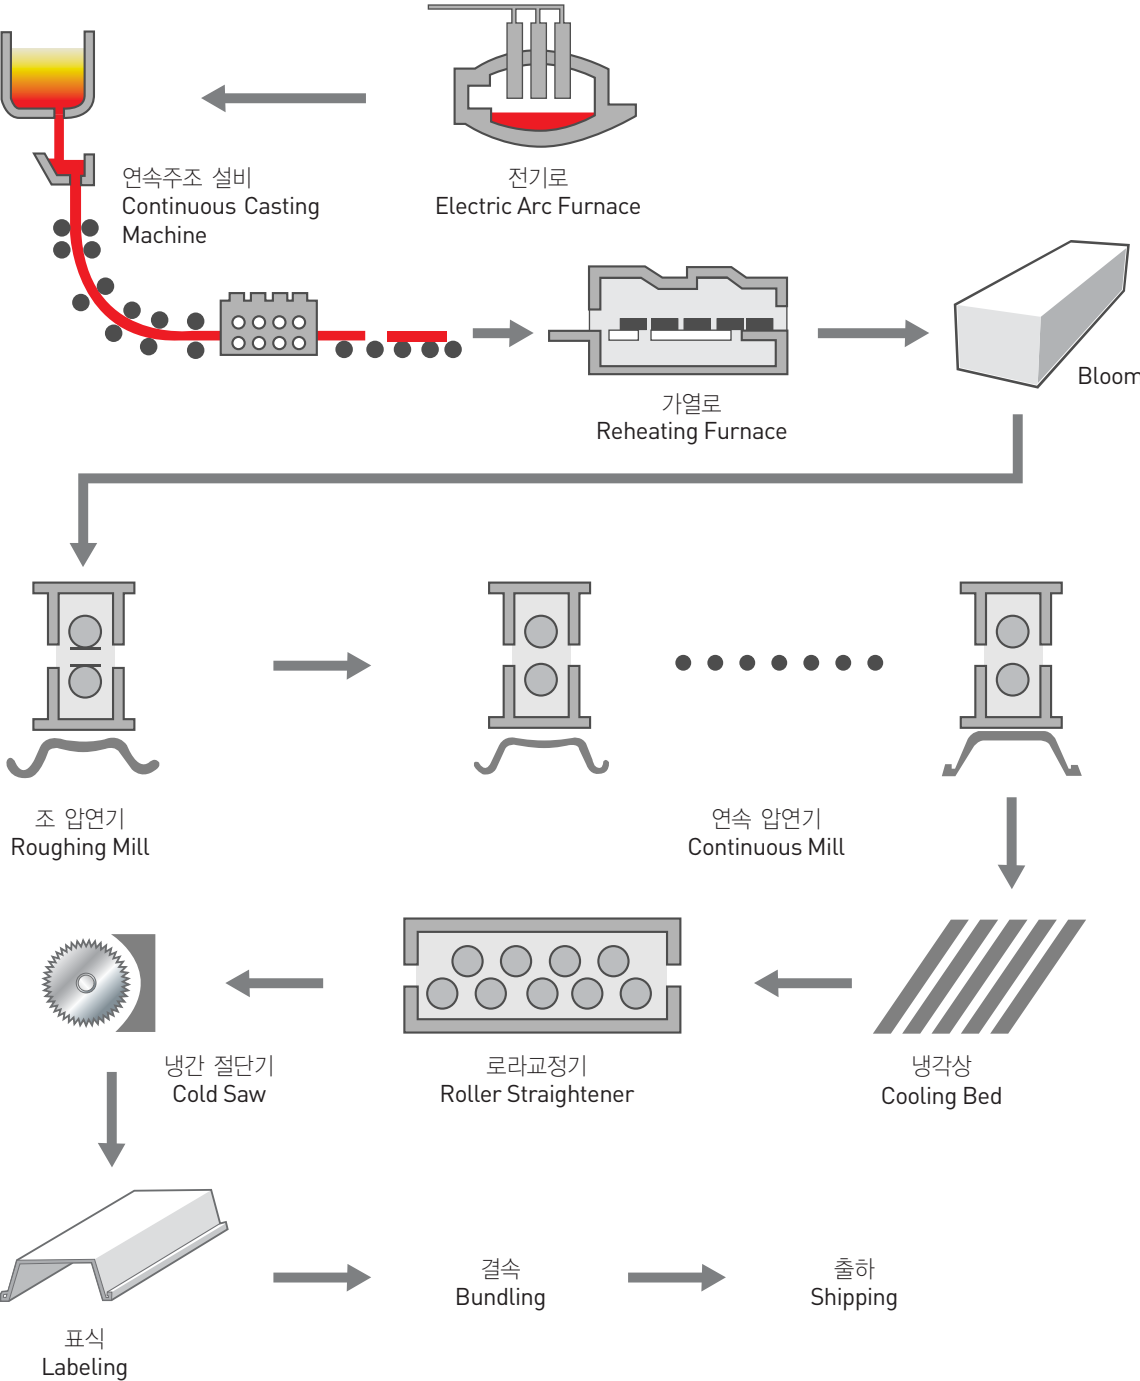 연속주조 설비
Continuous Casting
Machine
전기로
Electric Arc Furnace
가열로
Reheating Furnace
Bloom
조 압연기
Roughing Mill
연속 압연기
Continuous Mill
냉간 절단기
Cold Saw
로라교정기
Roller Straightener
냉각상
Cooling Bed
표식
Labeling
결속
Bundling
출하
Shipping